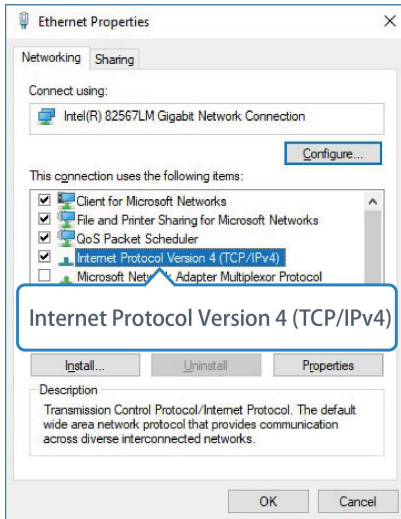 Ethernet Properties
Networking
Sharing
Connect using:
Intel(R) 82567LM Gigabit Network Connection
Configure...
This connection uses the following items:
Client for Microsoft Networks
File and Printer Sharing for Microsoft Networks
QoS Packet Scheduler
Internet Protocol Version 4 (TCP/IPv4)
Microsoft Adapter Multiplexor Protocol
Internet Protocol Version 4 (TCP/IPv4)
Install...
Uninstall
Properties
Description
Transmission Control Protocol/Internet Protocol. The default
wide area network protocol that provides communication
across diverse interconnected networks.
OK
Cancel